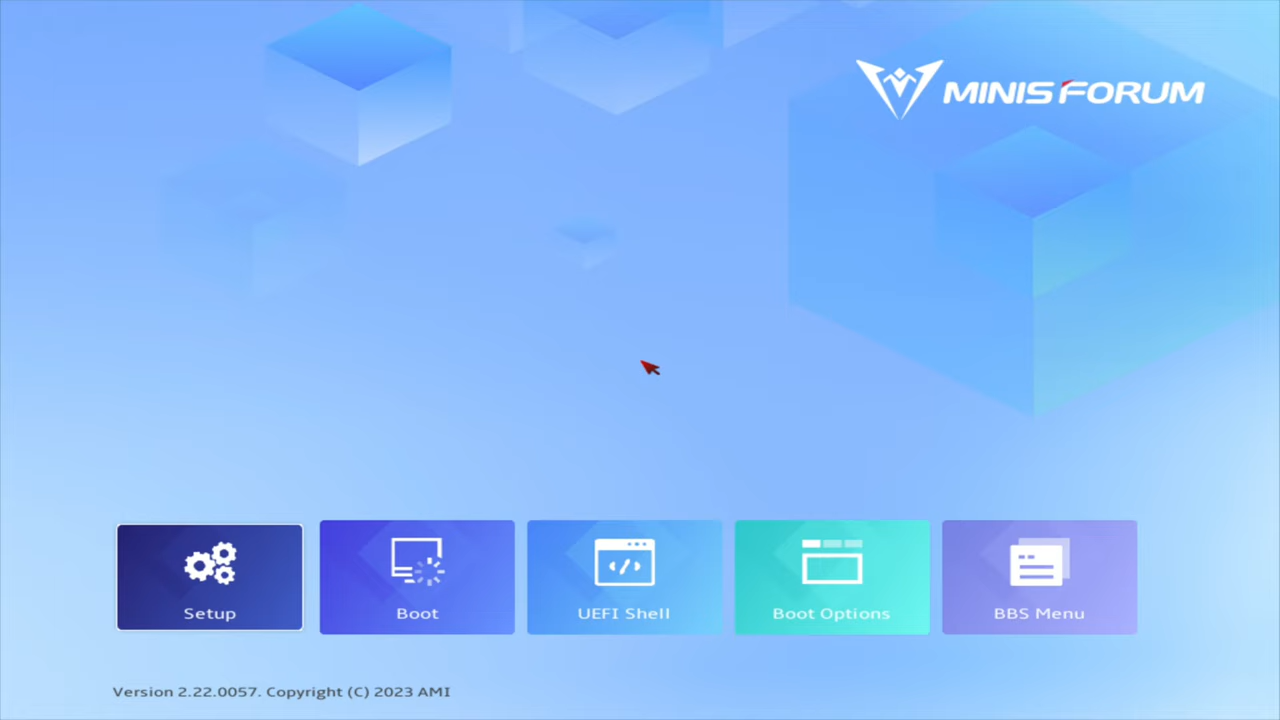 MINISFORUM
Setup
Boot
UEFI Shell
Boot Options
BBS Menu
Version 2.22.0057. Copyright (C) 2023 AMI